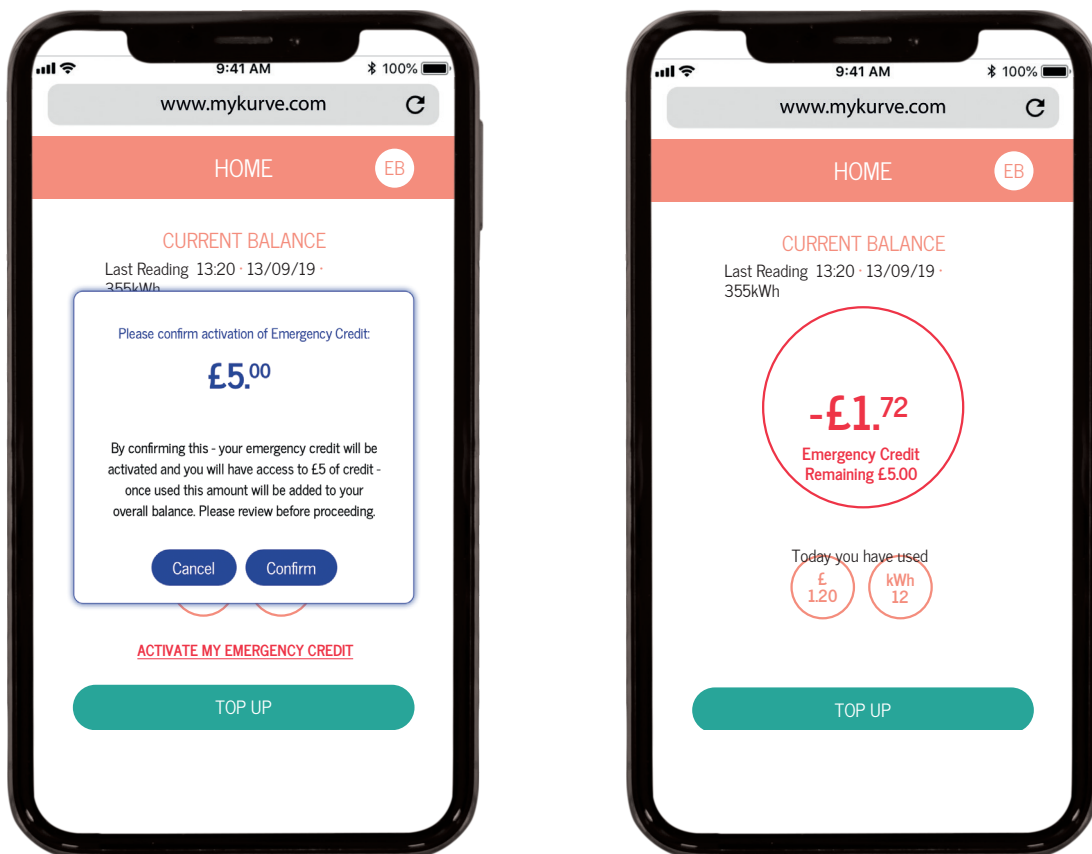 9:41 AM
100%
www.mykurve.com
HOME
EB
CURRENT BALANCE
Last Reading 13:20 · 13/09/19 ·
355kWh
Please confirm activation of Emergency Credit:
£5.00
By confirming this - your emergency credit will be
activated and you will have access to £5 of credit -
once used this amount will be added to your
overall balance. Please review before proceeding.
Cancel Confirm
ACTIVATE MY EMERGENCY CREDIT
TOP UP
9:41 AM
100%
www.mykurve.com
HOME
EB
CURRENT BALANCE
Last Reading 13:20 · 13/09/19 ·
355kWh
-£1.72
Emergency Credit
Remaining £5.00
Today you have used
£ kWh
1.20 12
TOP UP